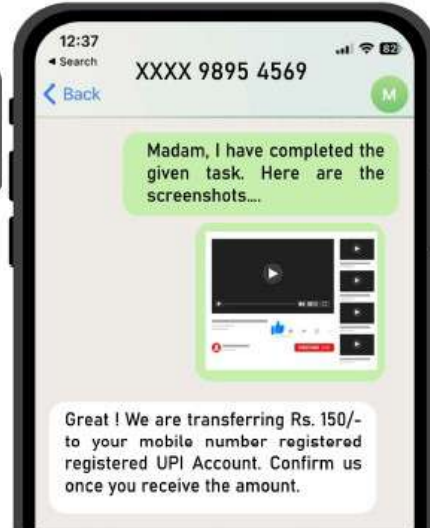 12:37
Search
82
XXXX 9895 4569
Back
M
Madam, I have completed the
given task. Here are the
screenshots....
Great ! We are transferring Rs. 150/-
to your mobile number registered
registered UPI Account. Confirm us
once you receive the amount.